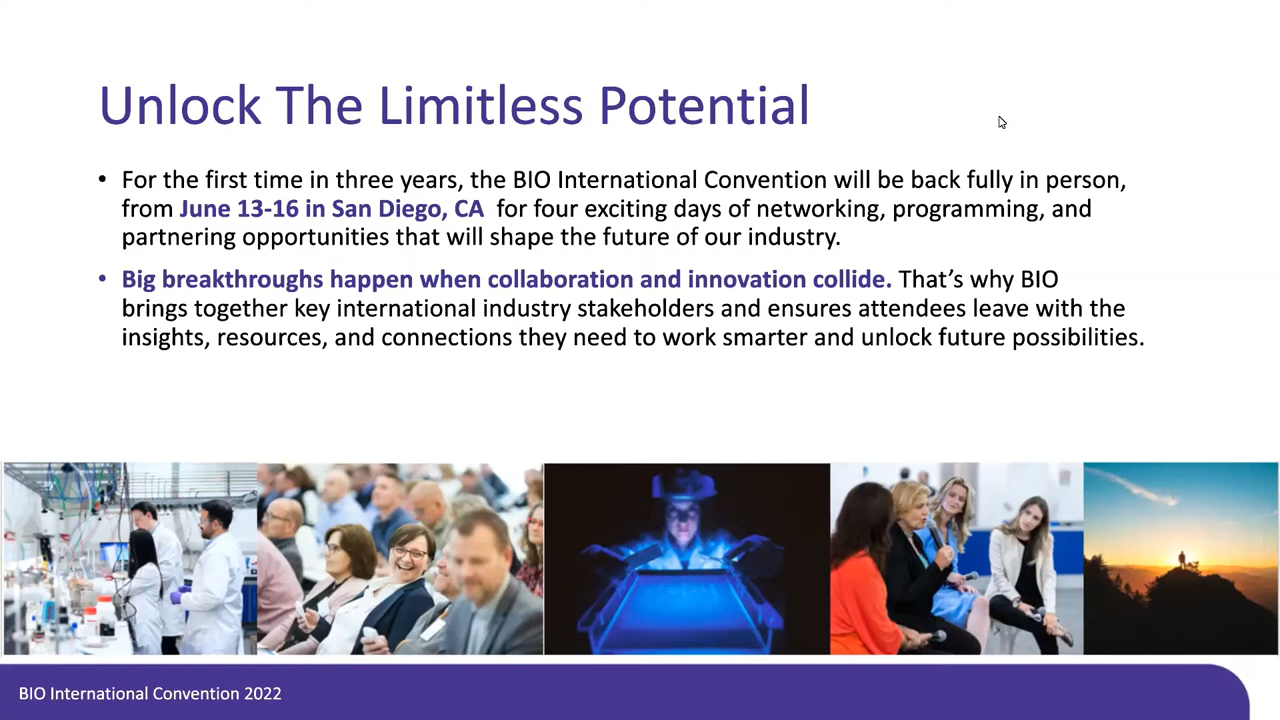 Unlock The Limitless Potential
• For the first time in three years, the BIO International Convention will be back fully in person,
from June 13-16 in San Diego, CA for four exciting days of networking, programming, and
partnering opportunities that will shape the future of our industry.
• Big breakthroughs happen when collaboration and innovation collide. That’s why BIO
brings together key international industry stakeholders and ensures attendees leave with the
insights, resources, and connections they need to work smarter and unlock future possibilities.
BIO International Convention 2022